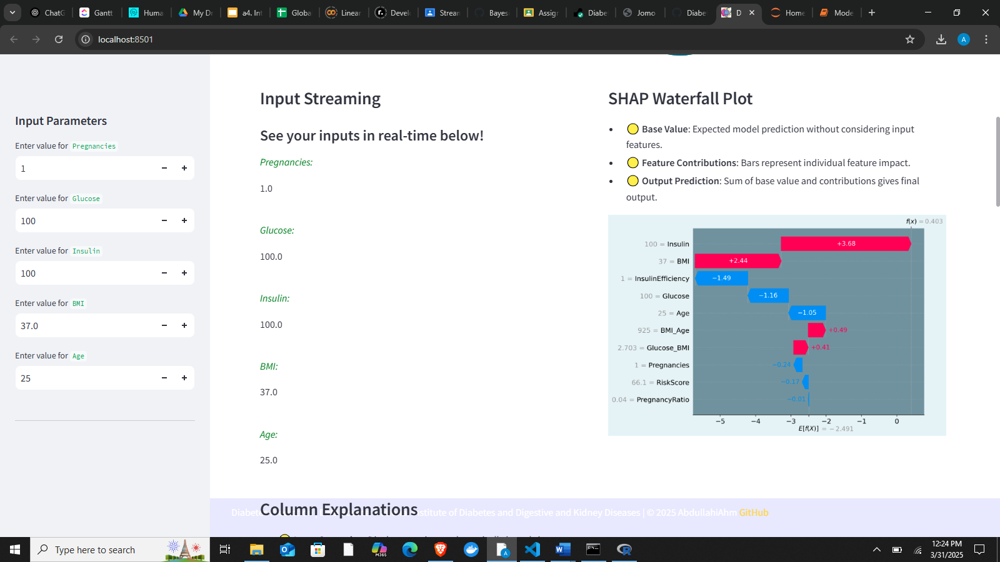 ChatG
Gantt
Huma
My Dr
a4. Int
Globa
Linear
Develo
Stream
Bayes
Assign
Diabe
Jomo
Diabe
D
Home
Mode
localhost:8501
A
Input Parameters
Enter value for Pregnancies
1
Enter value for Glucose
100
Enter value for Insulin
100
Enter value for BMI
37.0
Enter value for Age
25
Input Streaming
See your inputs in real-time below!
Pregnancies:
1.0
Glucose:
100.0
Insulin:
100.0
BMI:
37.0
Age:
25.0
SHAP Waterfall Plot
Base Value: Expected model prediction without considering input
features.
Feature Contributions: Bars represent individual feature impact.
Output Prediction: Sum of base value and contributions gives final
output.
f(x) = 0.403
100 = Insulin +3.68
37 = BMI +2.44
1 = InsulinEfficiency −1.49
100 = Glucose −1.16
25 = Age −1.05
925 = BMI_Age +0.49
2.703 = Glucose_BMI +0.41
1 = Pregnancies −0.24
66.1 = RiskScore −0.17
0.04 = PregnancyRatio −0.01
−5 −4 −3 −2 −1 0
E[f(X)] = −2.491
Column Explanations
of Diabetes and Digestive and Kidney Diseases | © 2025 AbdullahiAhm GitHub
Type here to search
M365
A
12:24 PM
3/31/2025